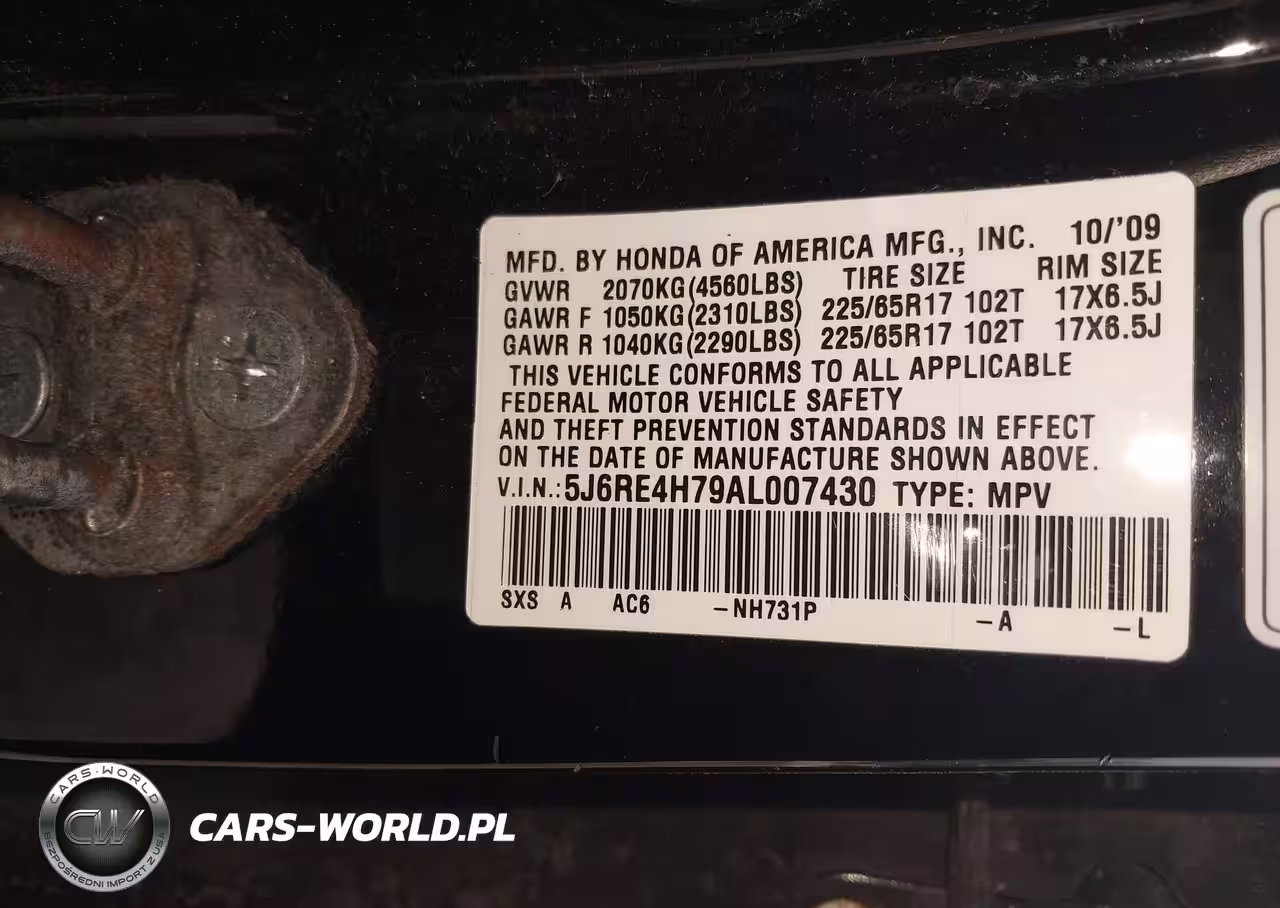 MFD. BY HONDA OF AMERICA MFG., INC. 10/'09
GVWR 2070KG(4560LBS) TIRE SIZE RIM SIZE
GAWR F 1050KG(2310LBS) 225/65R17 102T 17X6.5J
GAWR R 1040KG(2290LBS) 225/65R17 102T 17X6.5J
THIS VEHICLE CONFORMS TO ALL APPLICABLE
FEDERAL MOTOR VEHICLE SAFETY
AND THEFT PREVENTION STANDARDS IN EFFECT
ON THE DATE OF MANUFACTURE SHOWN ABOVE.
V.I.N.:5J6RE4H79AL007430 TYPE: MPV
SXS A AC6 -NH731P -A -L
CARS-WORLD
CW
BEZPOŚREDNI IMPORT Z USA
CARS-WORLD.PL